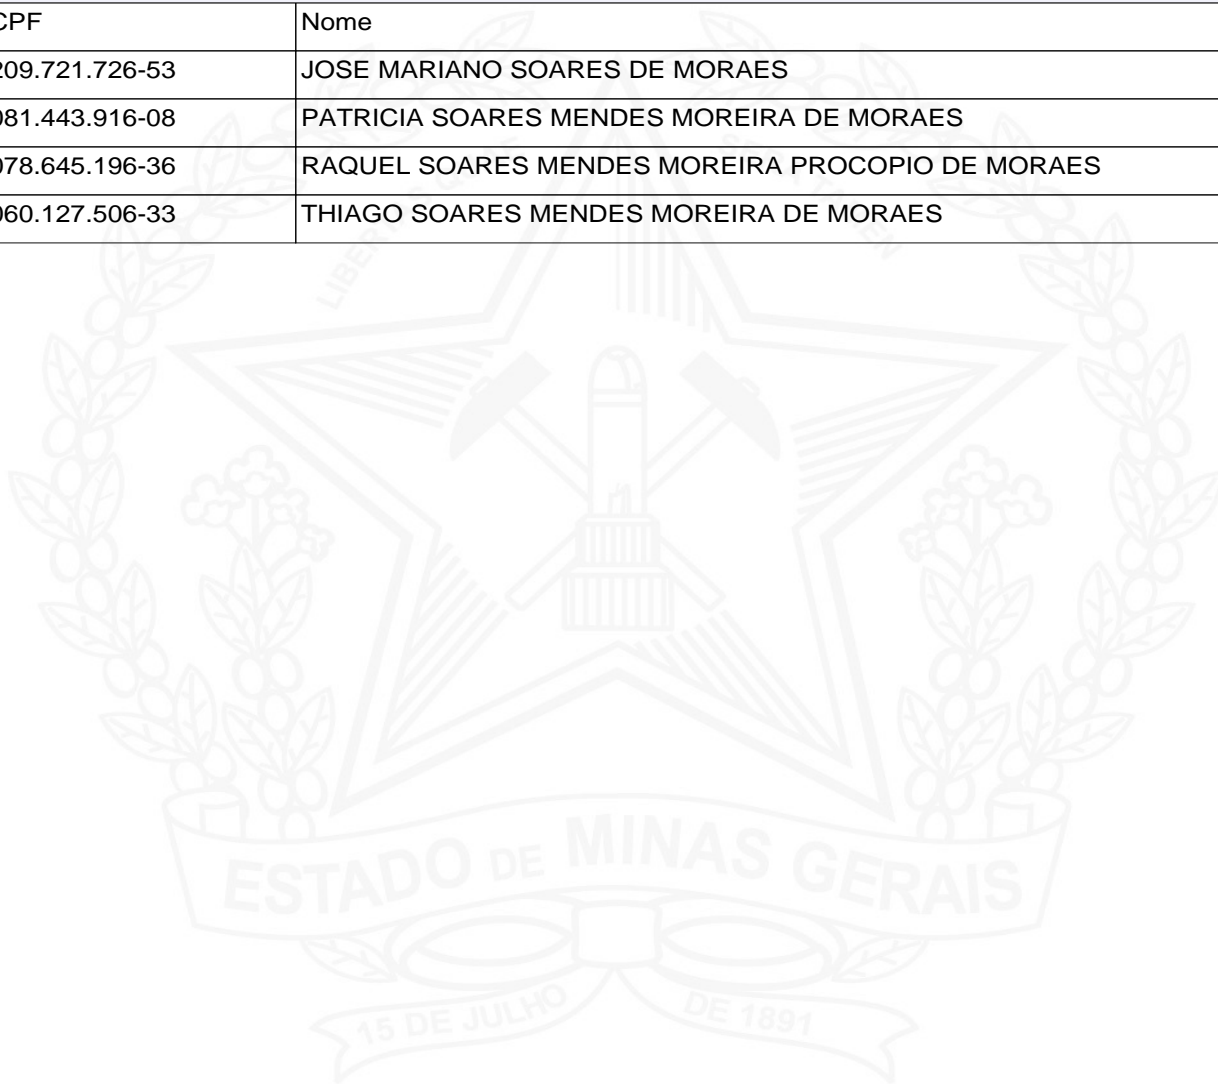 CPF Nome
209.721.726-53 JOSE MARIANO SOARES DE MORAES
081.443.916-08 PATRICIA SOARES MENDES MOREIRA DE MORAES
078.645.196-36 RAQUEL SOARES MENDES MOREIRA PROCOPIO DE MORAES
060.127.506-33 THIAGO SOARES MENDES MOREIRA DE MORAES
ESTADO DE MINAS GERAIS
15 DE JULHO DE 1891